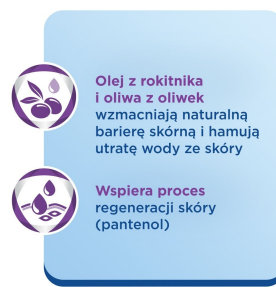 Olej z rokitnika
i oliwa z oliwek
wzmacniają naturalną
barierę skórną i hamują
utratę wody ze skóry
Wspiera proces
regeneracji skóry
(pantenol)